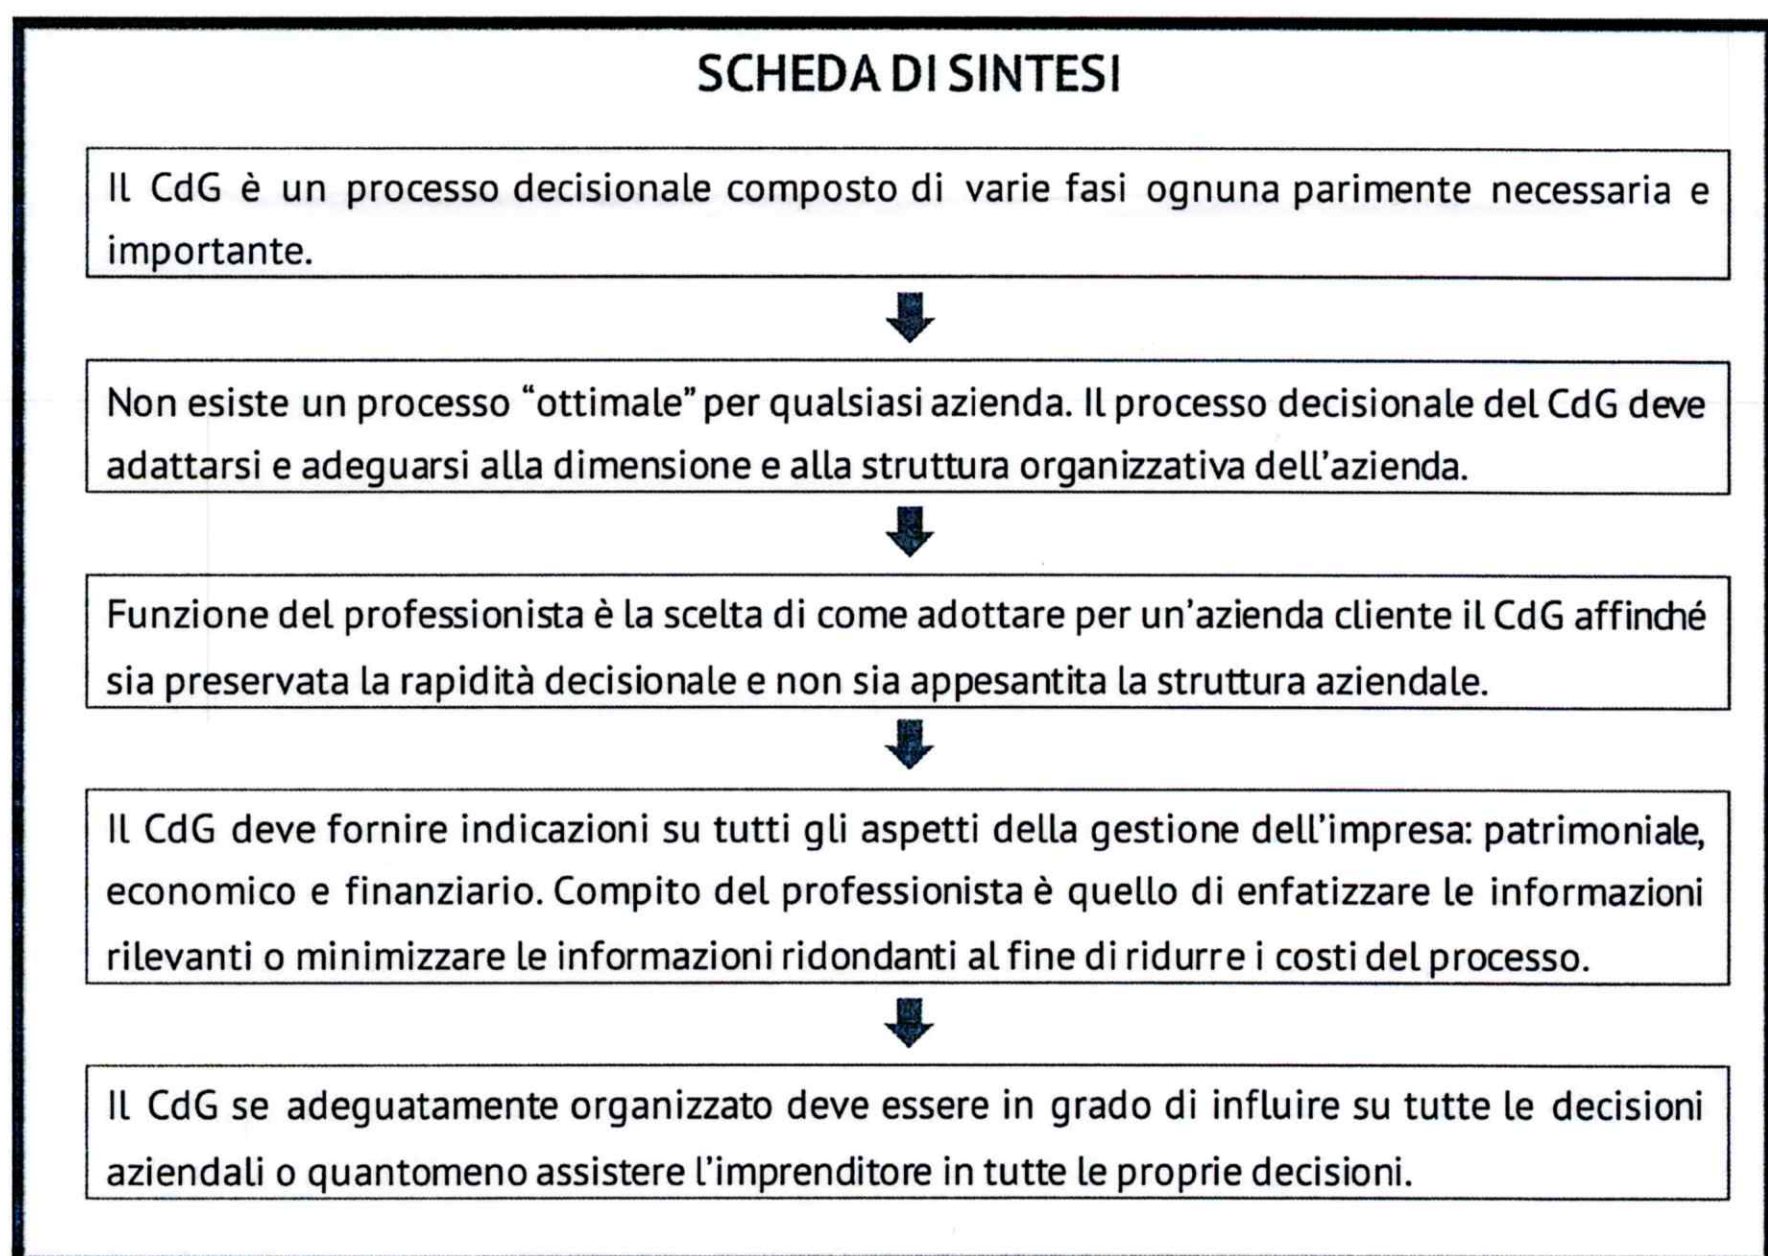 SCHEDA DI SINTESI
Il CdG è un processo decisionale composto di varie fasi ognuna parimente necessaria e
importante.
Non esiste un processo “ottimale” per qualsiasi azienda. Il processo decisionale del CdG deve
adattarsi e adeguarsi alla dimensione e alla struttura organizzativa dell’azienda.
Funzione del professionista è la scelta di come adottare per un’azienda cliente il CdG affinché
sia preservata la rapidità decisionale e non sia appesantita la struttura aziendale.
Il CdG deve fornire indicazioni su tutti gli aspetti della gestione dell’impresa: patrimoniale,
economico e finanziario. Compito del professionista è quello di enfatizzare le informazioni
rilevanti o minimizzare le informazioni ridondanti al fine di ridurre i costi del processo.
Il CdG se adeguatamente organizzato deve essere in grado di influire su tutte le decisioni
aziendali o quantomeno assistere l’imprenditore in tutte le proprie decisioni.